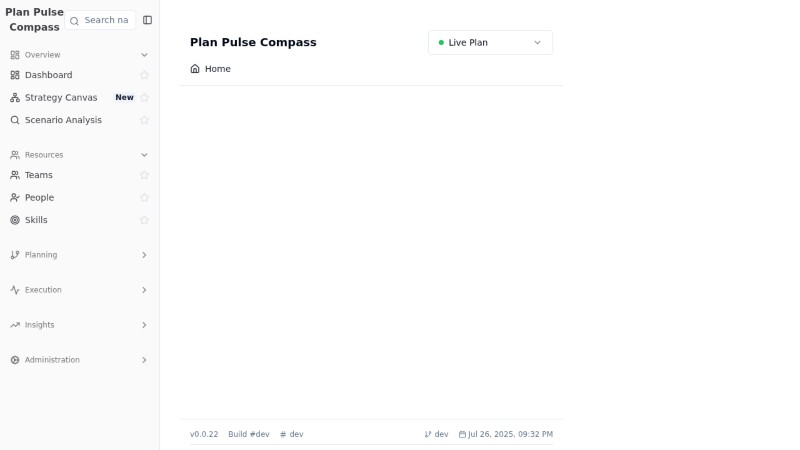 Plan Pulse
Compass
Search na
Overview
Dashboard
Strategy Canvas New
Scenario Analysis
Resources
Teams
People
Skills
Planning
Execution
Insights
Administration
Plan Pulse Compass
Live Plan
Home
v0.0.22 Build #dev # dev
dev Jul 26, 2025, 09:32 PM